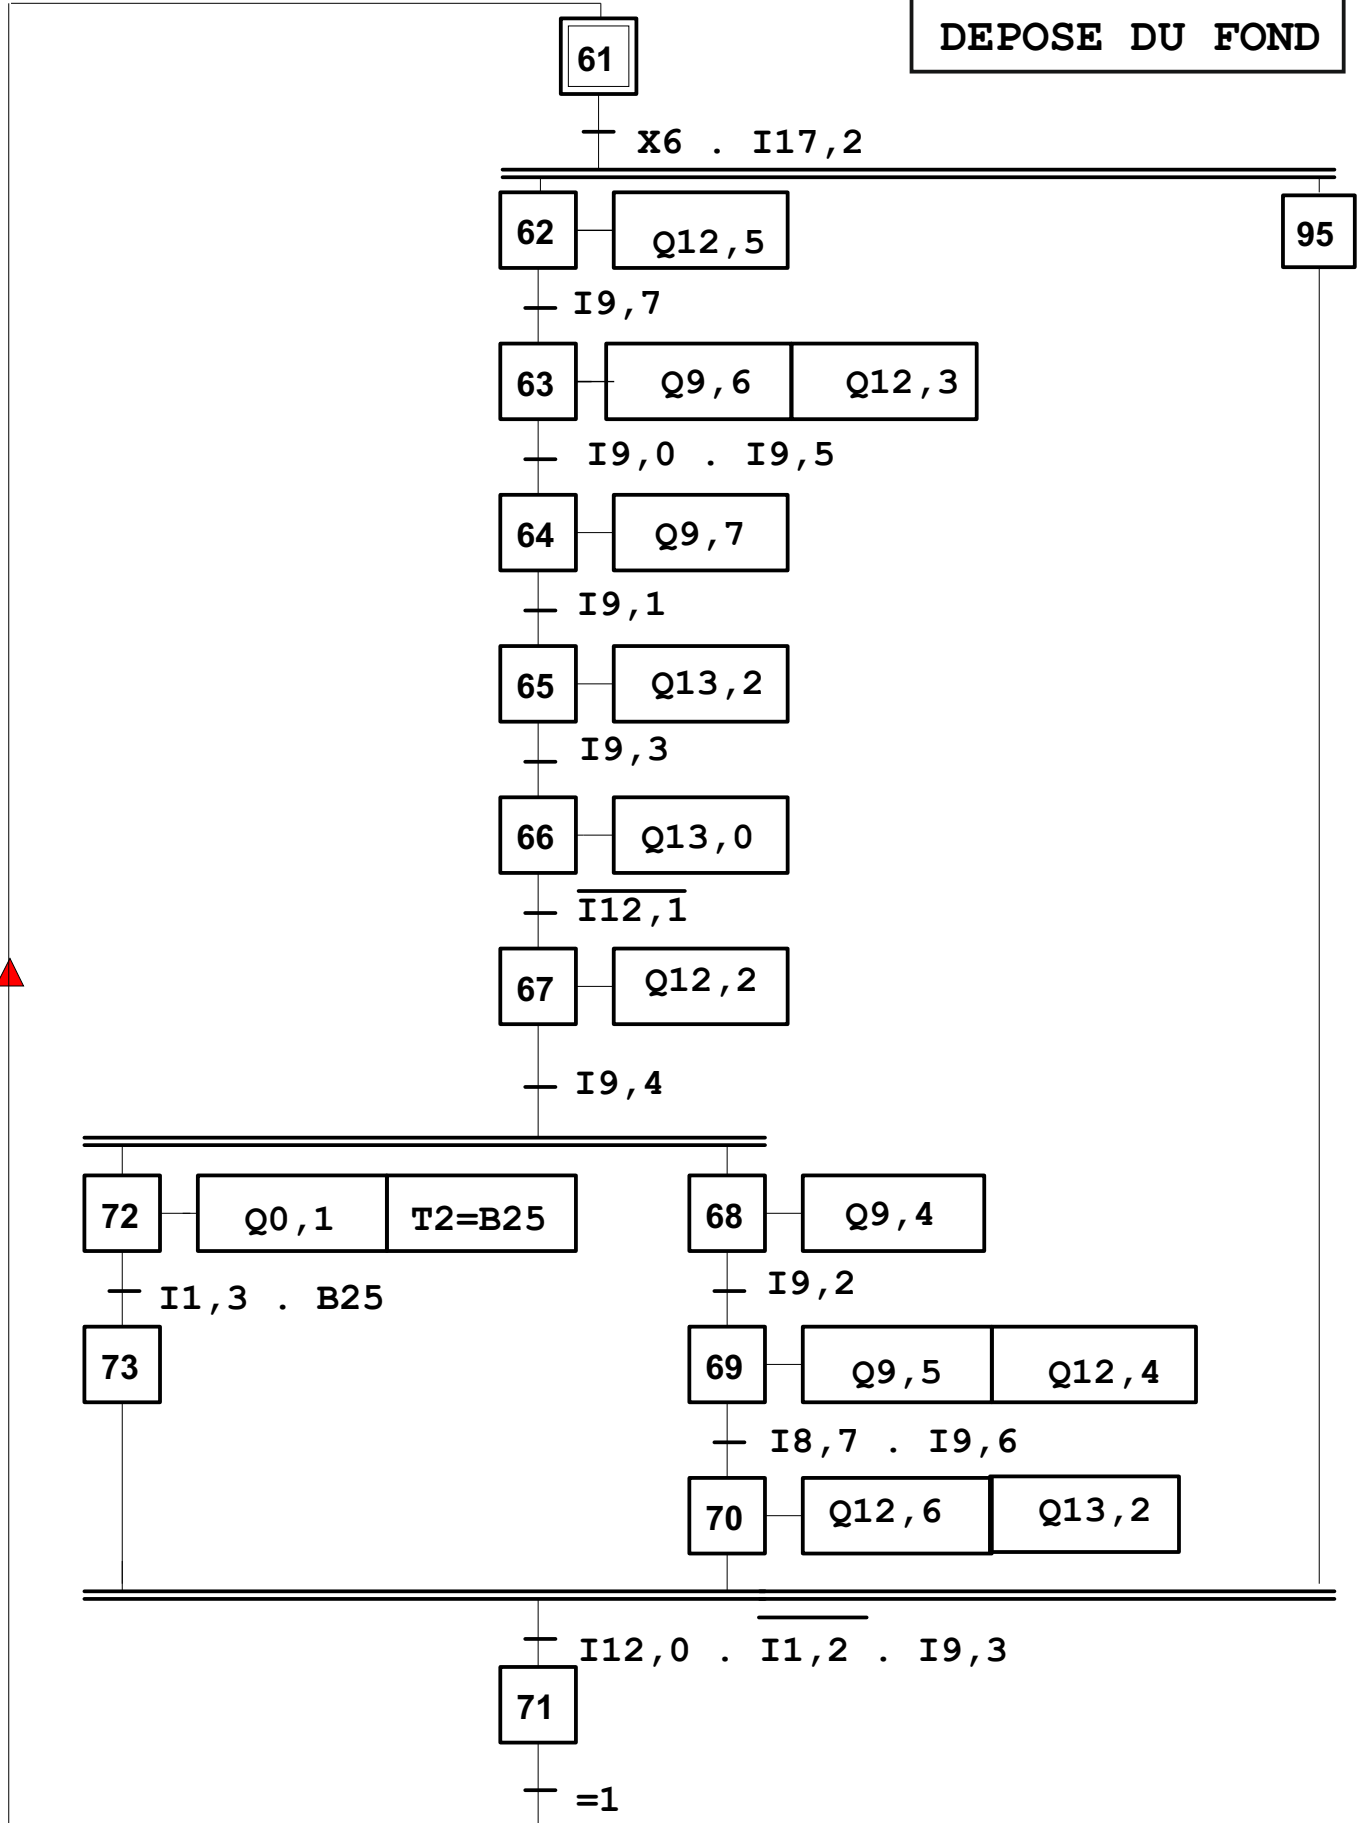 DEPOSE DU FOND
61
X6 . I17,2
62 Q12,5 95
I9,7
63 Q9,6 Q12,3
I9,0 . I9,5
64 Q9,7
I9,1
65 Q13,2
I9,3
66 Q13,0
I12,1
67 Q12,2
I9,4
72 Q0,1 T2=B25 68 Q9,4
I1,3 . B25 I9,2
73 69 Q9,5 Q12,4
I8,7 . I9,6
70 Q12,6 Q13,2
I12,0 . I1,2 . I9,3
71
=1